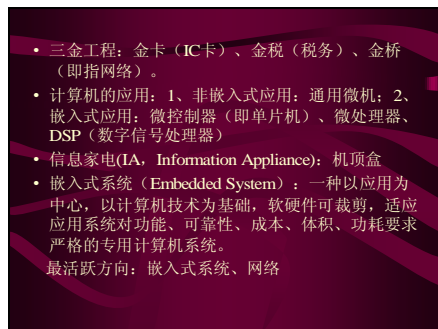 • 三金工程：金卡（IC卡）、金税（税务）、金桥
（即指网络）。
• 计算机的应用：1、非嵌入式应用：通用微机；2、
嵌入式应用：微控制器（即单片机）、微处理器、
DSP（数字信号处理器）
• 信息家电(IA，Information Appliance)：机顶盒
• 嵌入式系统（Embedded System）：一种以应用为
中心，以计算机技术为基础，软硬件可裁剪，适应
应用系统对功能、可靠性、成本、体积、功耗要求
严格的专用计算机系统。
最活跃方向：嵌入式系统、网络